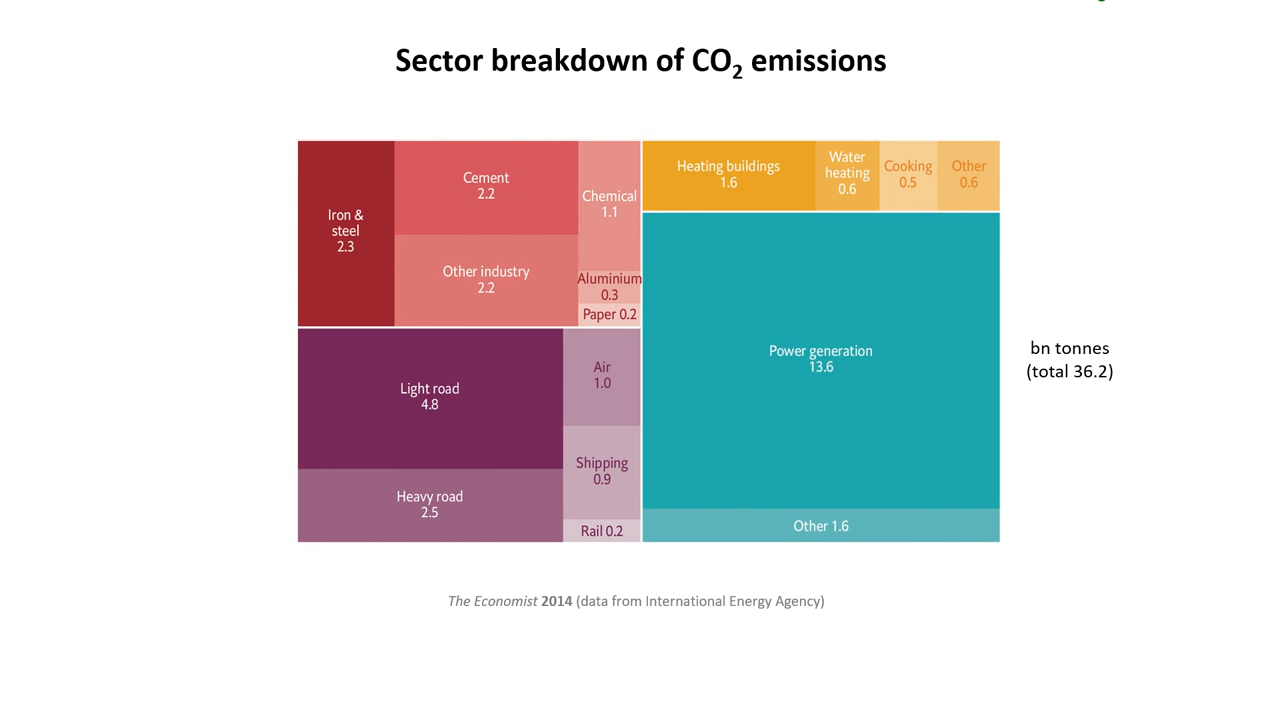 Sector breakdown of CO₂ emissions
Iron &
steel
2.3
Cement
2.2
Other industry
2.2
Chemical
1.1
Aluminium
0.3
Paper 0.2
Heating buildings
1.6
Water
heating
0.6
Cooking
0.5
Other
0.6
Light road
4.8
Heavy road
2.5
Air
1.0
Shipping
0.9
Rail 0.2
Power generation
13.6
Other 1.6
bn tonnes
(total 36.2)
The Economist 2014 (data from International Energy Agency)